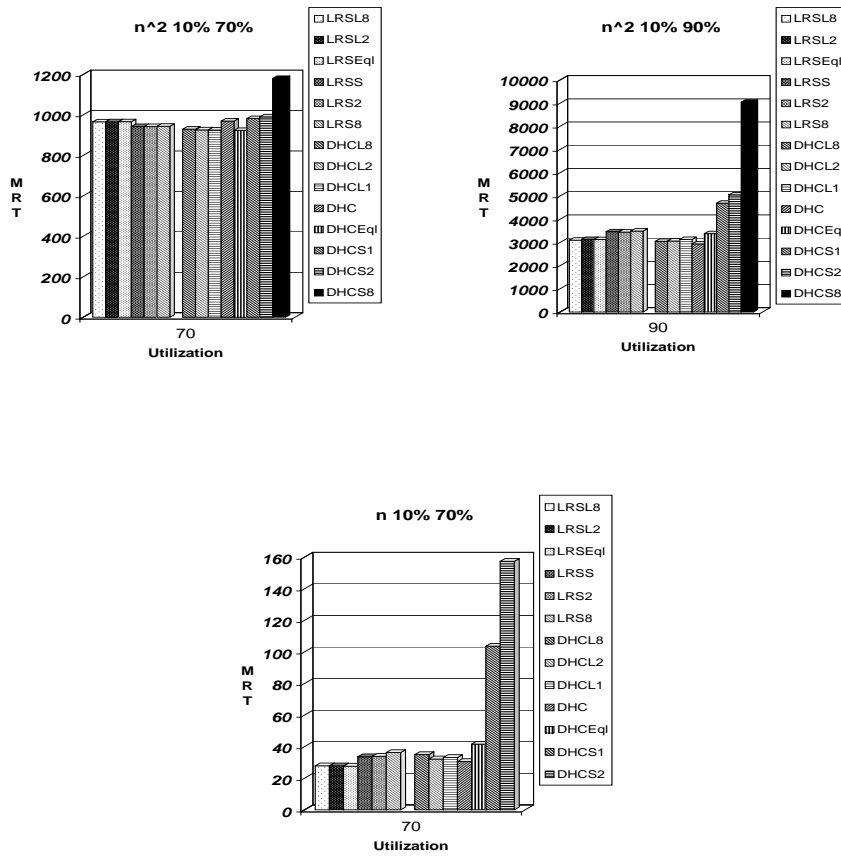 n^2 10% 70%
1200
1000
800
600
400
200
0
M
R
T
70
Utilization
LRSL8
LRSL2
LRSEql
LRSS
LRS2
LRS8
DHCL8
DHCL2
DHCL1
DHC
DHCEql
DHCS1
DHCS2
DHCS8
n^2 10% 90%
10000
9000
8000
7000
6000
5000
4000
3000
2000
1000
0
M
R
T
90
Utilization
LRSL8
LRSL2
LRSEql
LRSS
LRS2
LRS8
DHCL8
DHCL2
DHCL1
DHC
DHCEql
DHCS1
DHCS2
DHCS8
n 10% 70%
160
140
120
100
80
60
40
20
0
M
R
T
70
Utilization
LRSL8
LRSL2
LRSEql
LRSS
LRS2
LRS8
DHCL8
DHCL2
DHCL1
DHC
DHCEql
DHCS1
DHCS2